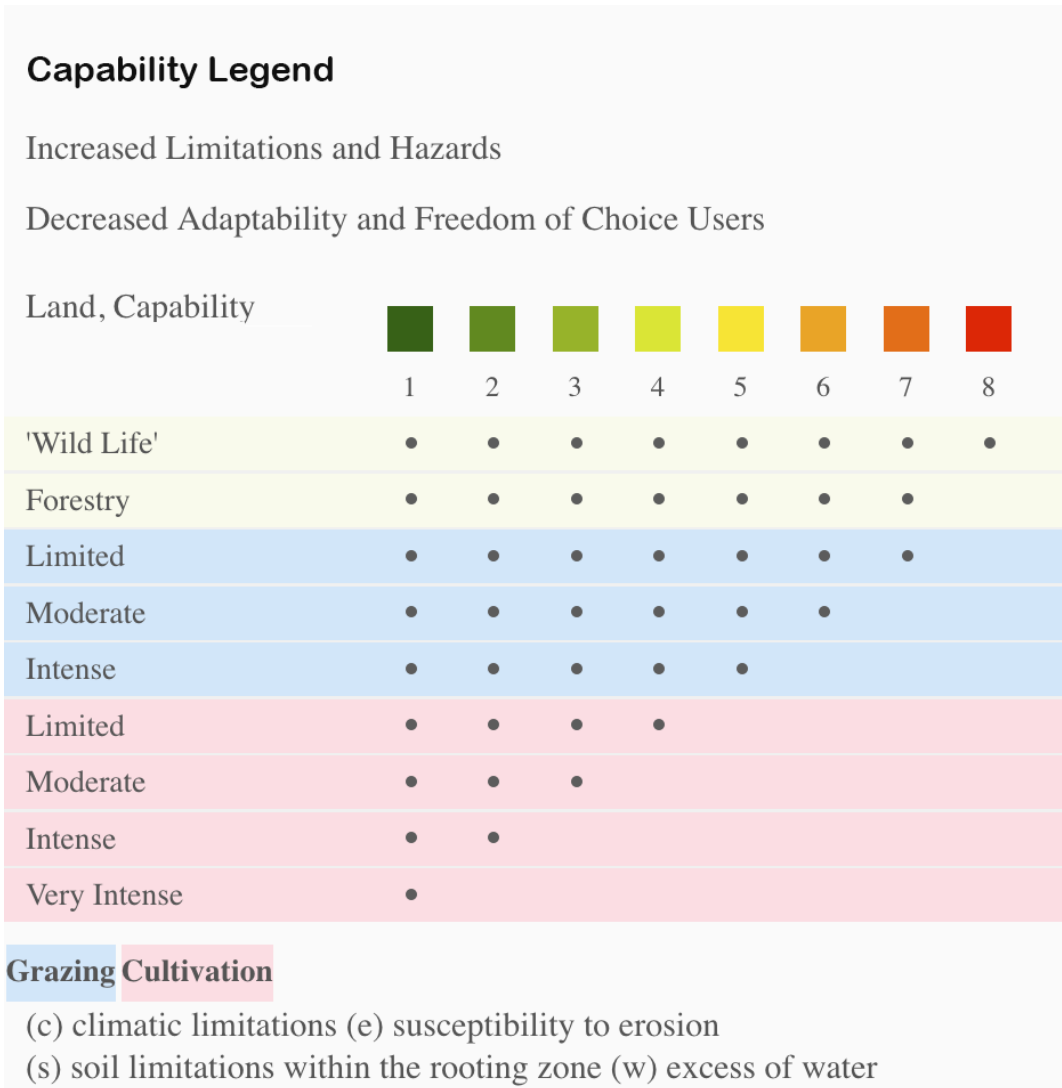 Capability Legend
Increased Limitations and Hazards
Decreased Adaptability and Freedom of Choice Users
Land, Capability
1 2 3 4 5 6 7 8
'Wild Life' • • • • • • • •
Forestry • • • • • • •
Limited • • • • • • •
Moderate • • • • • •
Intense • • • • •
Limited • • • •
Moderate • • •
Intense • •
Very Intense •
Grazing Cultivation
(c) climatic limitations (e) susceptibility to erosion
(s) soil limitations within the rooting zone (w) excess of water